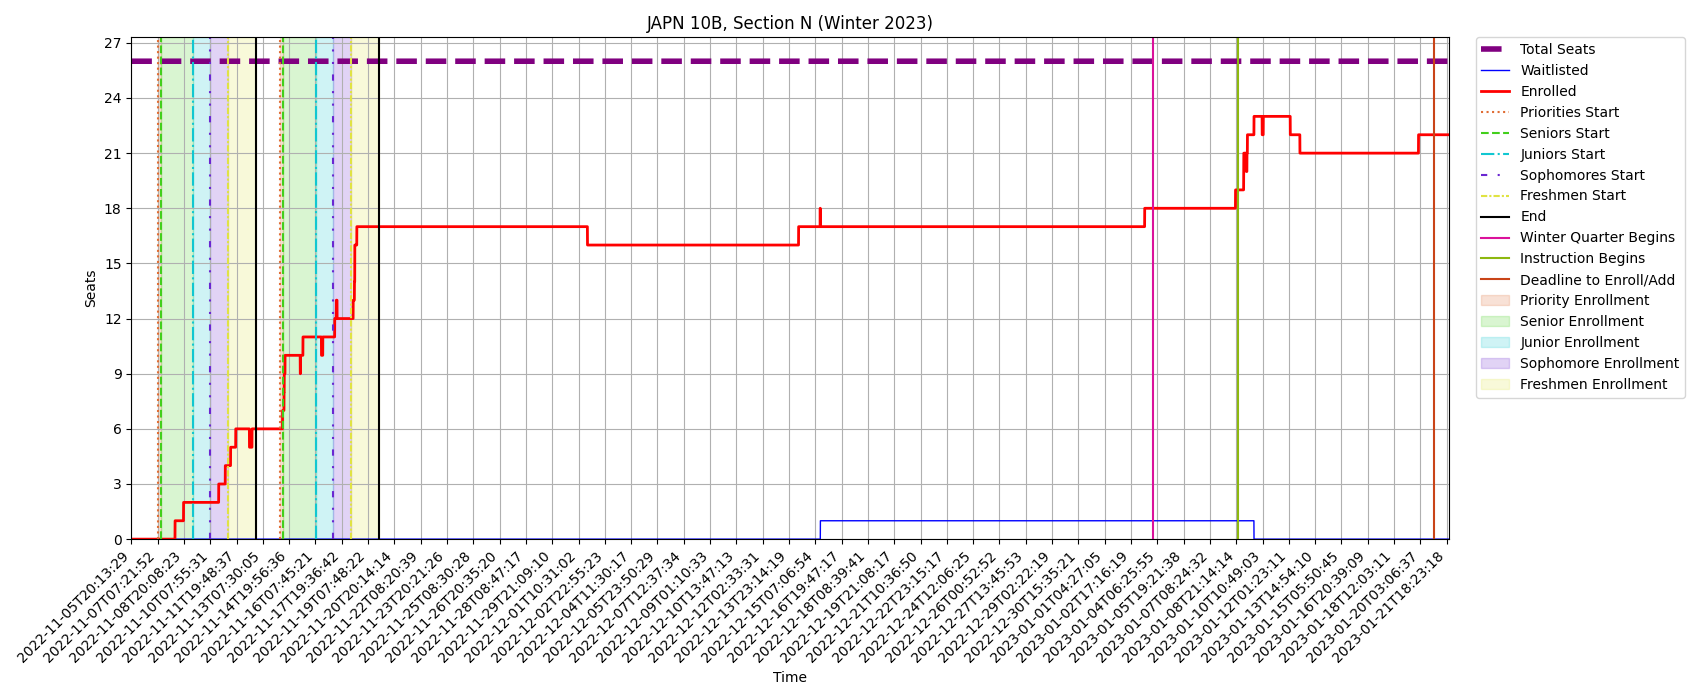 JAPN 10B, Section N (Winter 2023)
27
24
21
18
15
12
9
6
3
0
Seats
2022-11-05T20:13:29
2022-11-07T07:21:52
2022-11-08T20:08:23
2022-11-10T07:55:31
2022-11-11T19:48:37
2022-11-13T07:30:05
2022-11-14T19:56:36
2022-11-16T07:45:21
2022-11-17T19:36:42
2022-11-19T07:48:22
2022-11-20T20:14:14
2022-11-22T08:20:39
2022-11-23T20:21:26
2022-11-25T08:30:28
2022-11-26T20:35:20
2022-11-28T08:47:17
2022-11-29T21:09:10
2022-12-01T10:31:02
2022-12-02T22:55:23
2022-12-04T11:30:17
2022-12-05T23:50:29
2022-12-07T12:37:34
2022-12-09T01:10:33
2022-12-10T13:47:13
2022-12-12T02:33:31
2022-12-13T23:14:19
2022-12-15T07:06:54
2022-12-16T19:47:17
2022-12-18T08:39:41
2022-12-19T21:08:17
2022-12-21T10:36:50
2022-12-22T23:15:17
2022-12-24T12:06:25
2022-12-26T00:52:52
2022-12-27T13:45:53
2022-12-29T02:22:19
2022-12-30T15:35:21
2023-01-01T04:27:05
2023-01-02T17:16:19
2023-01-04T06:25:55
2023-01-05T19:21:38
2023-01-07T08:24:32
2023-01-08T21:14:14
2023-01-10T10:49:03
2023-01-12T01:23:11
2023-01-13T14:54:10
2023-01-15T05:50:45
2023-01-16T20:39:09
2023-01-18T12:03:11
2023-01-20T03:06:37
2023-01-21T18:23:18
Time
Total Seats
Waitlisted
Enrolled
Priorities Start
Seniors Start
Juniors Start
Sophomores Start
Freshmen Start
End
Winter Quarter Begins
Instruction Begins
Deadline to Enroll/Add
Priority Enrollment
Senior Enrollment
Junior Enrollment
Sophomore Enrollment
Freshmen Enrollment